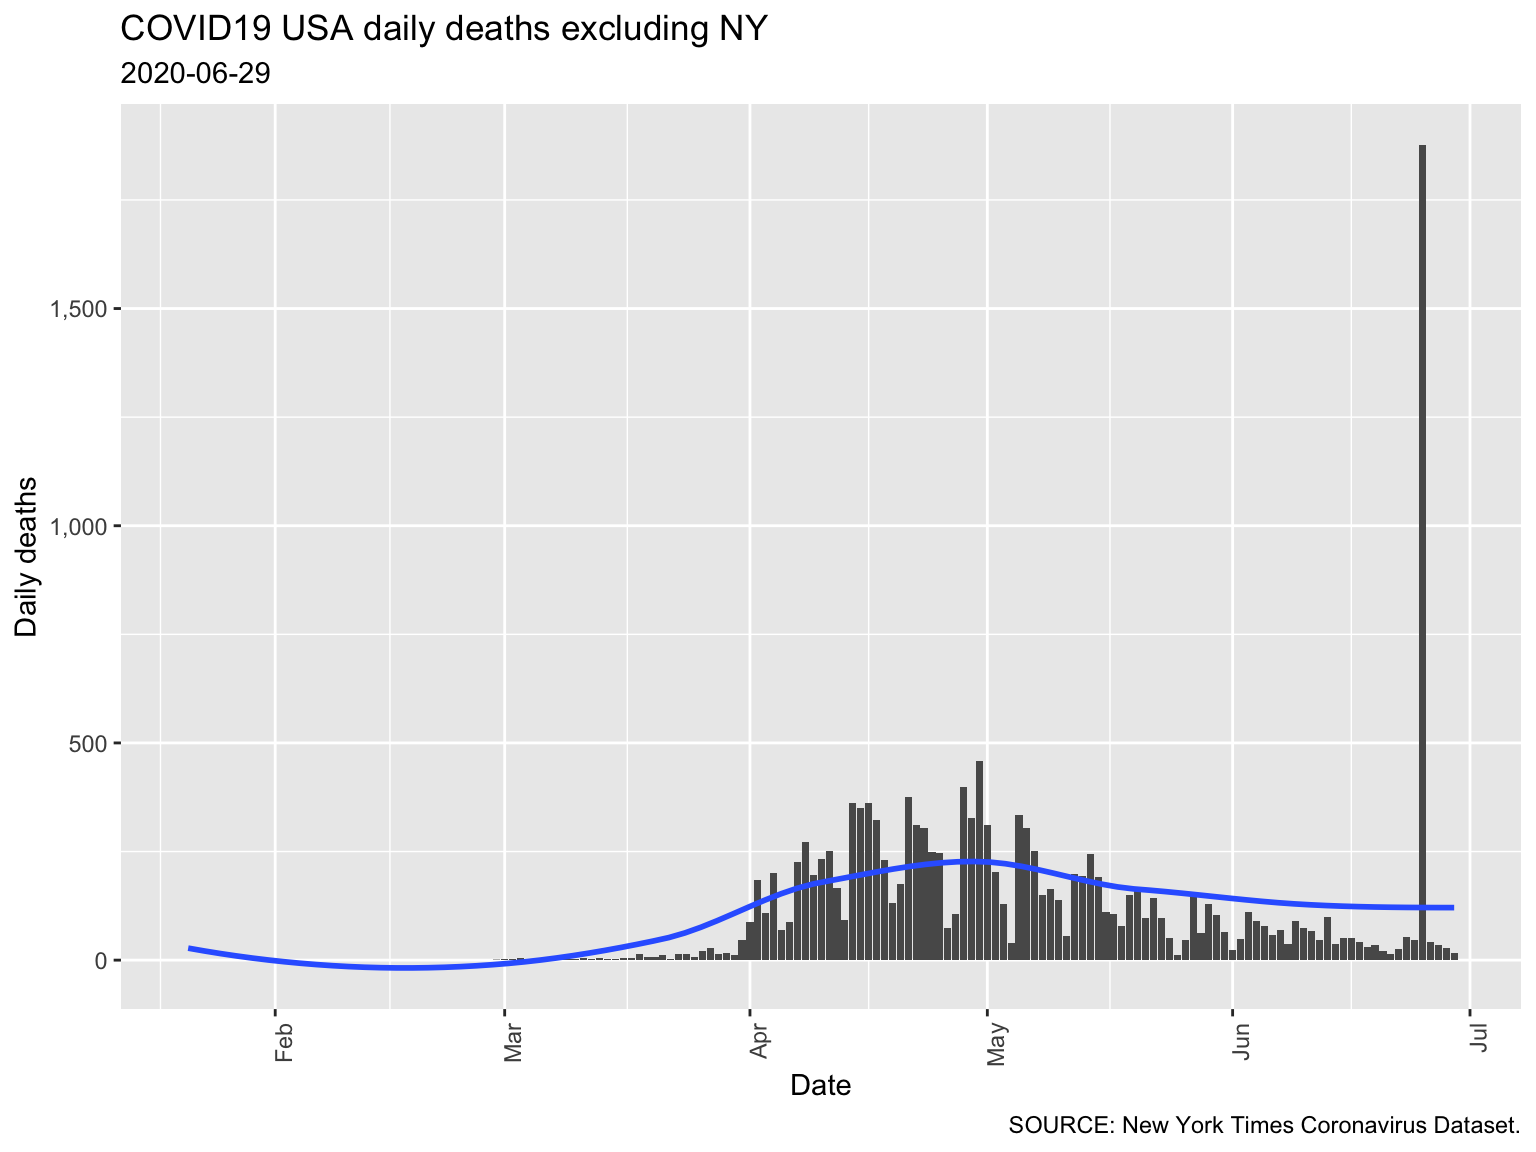 COVID19 USA daily deaths excluding NY
2020-06-29
Daily deaths
1,500
1,000
500
0
Feb
Mar
Apr
May
Jun
Jul
Date
SOURCE: New York Times Coronavirus Dataset.